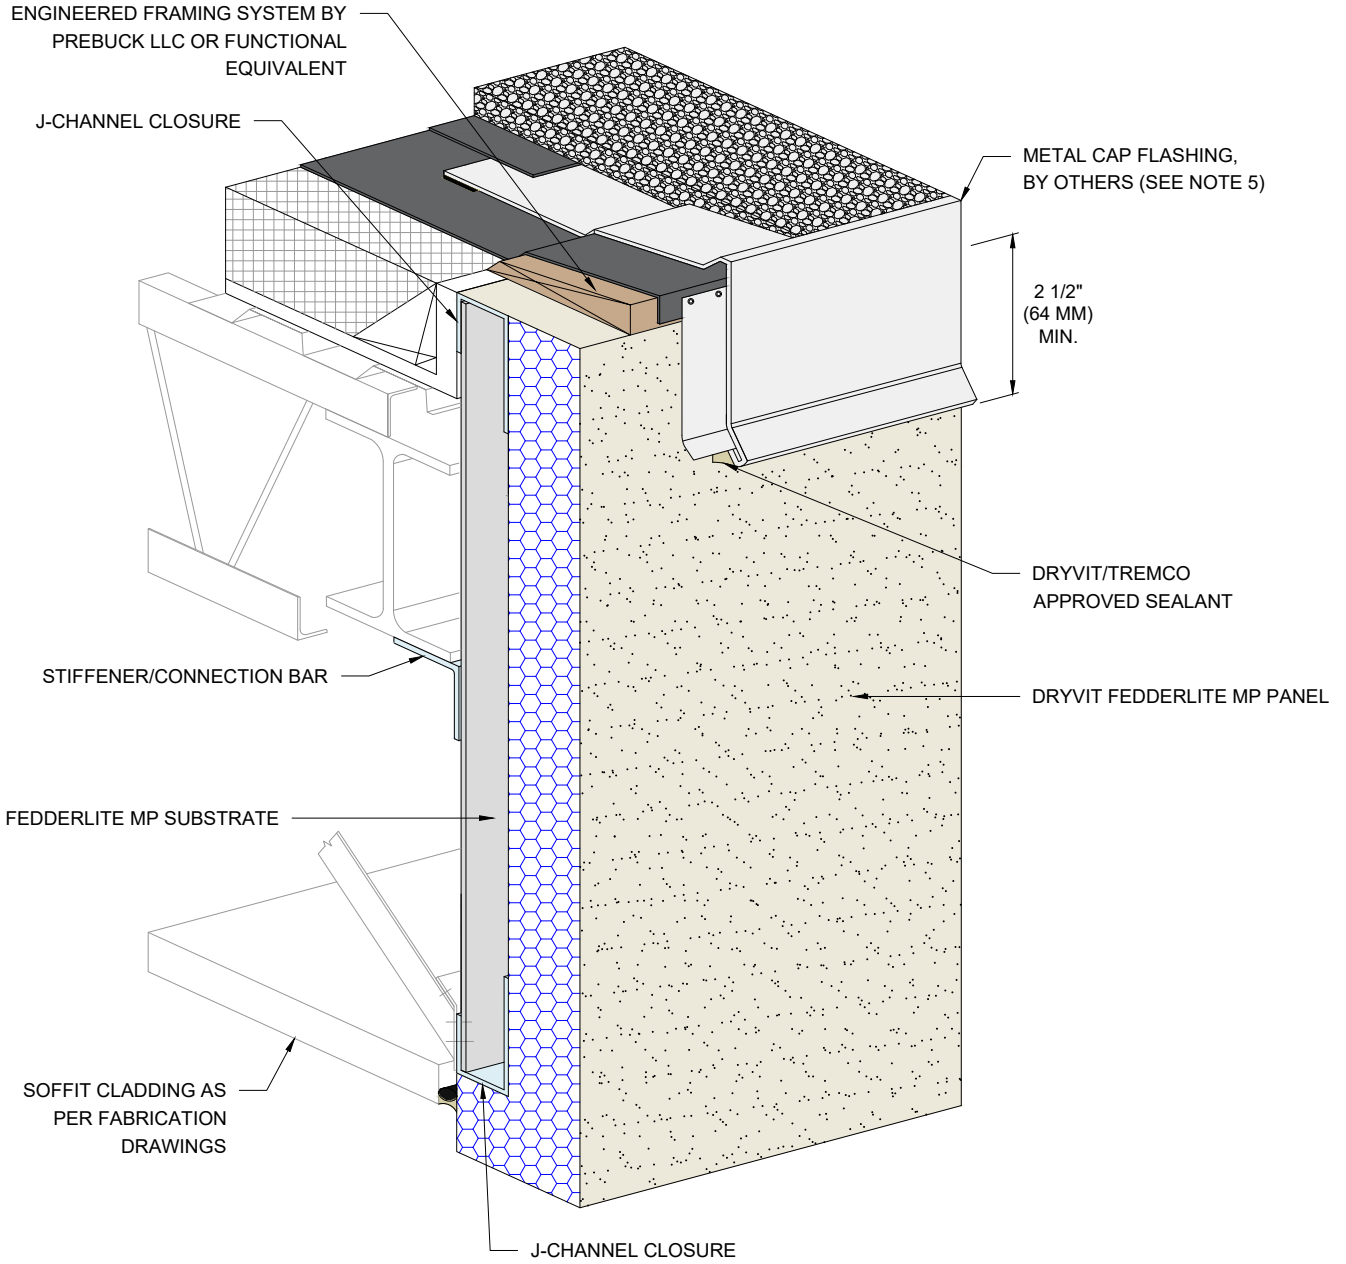 ENGINEERED FRAMING SYSTEM BY
PREBUCK LLC OR FUNCTIONAL
EQUIVALENT
J-CHANNEL CLOSURE
METAL CAP FLASHING,
BY OTHERS (SEE NOTE 5)
2 1/2"
(64 MM)
MIN.
DRYVIT/TREMCO
APPROVED SEALANT
STIFFENER/CONNECTION BAR
DRYVIT FEDDERLITE MP PANEL
FEDDERLITE MP SUBSTRATE
SOFFIT CLADDING AS
PER FABRICATION
DRAWINGS
J-CHANNEL CLOSURE